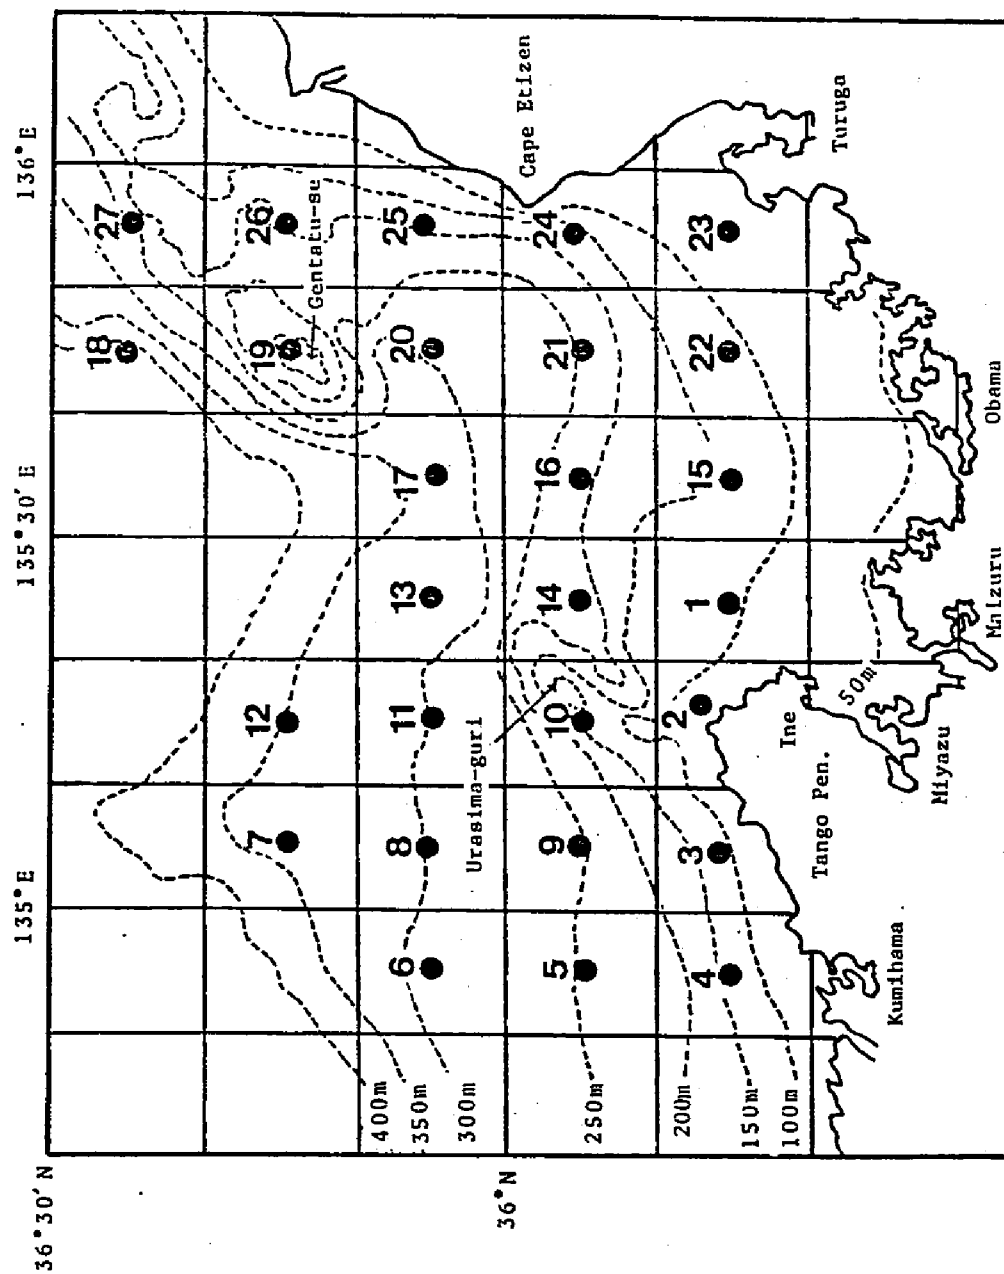 135°E
135°30′E
136°E
36°30′N
36°N
27
18
26
19
Gentatu-se
12
7
25
20
17
13
11
8
6
Cape Etizen
24
21
16
14
10
9
5
Urasima-guri
23
22
15
1
2
3
4
400m
350m
300m
250m
200m
150m
100m
50m
Turuga
Obama
Maizuru
Miyazu
Ine
Tango Pen.
Kumihama